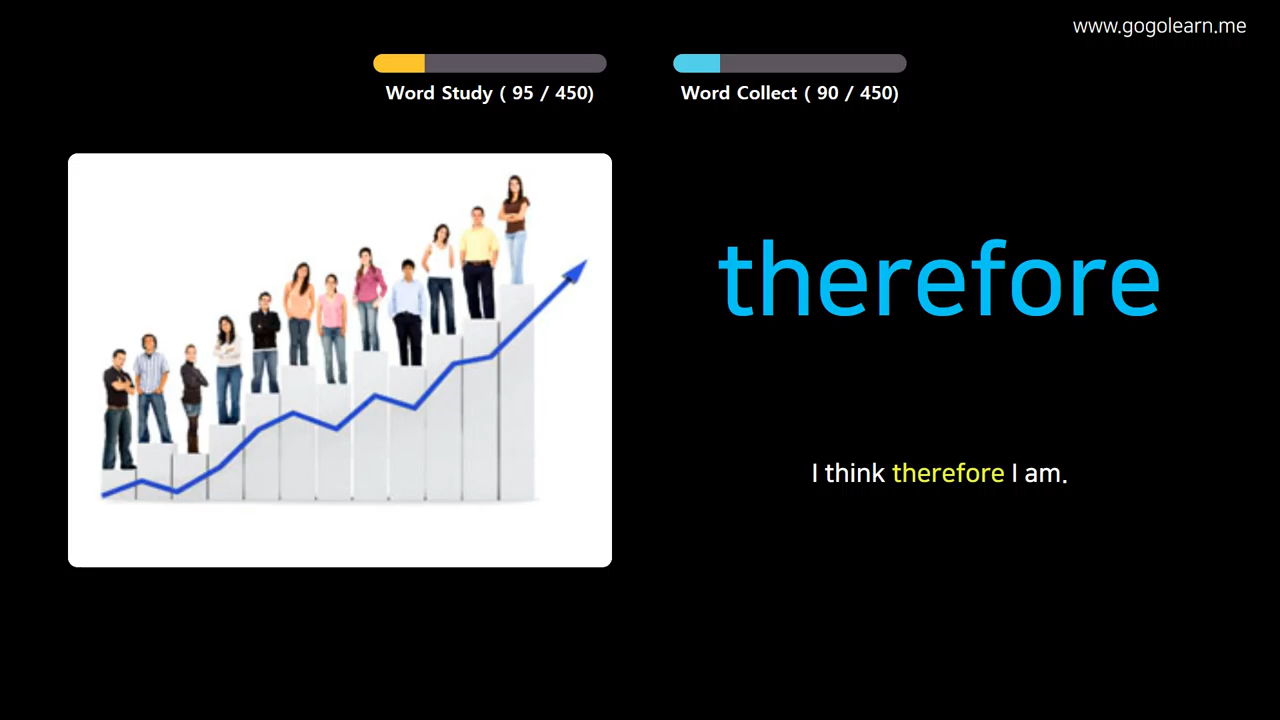 www.gogolearn.me
Word Study ( 95 / 450)
Word Collect ( 90 / 450)
therefore
I think therefore I am.